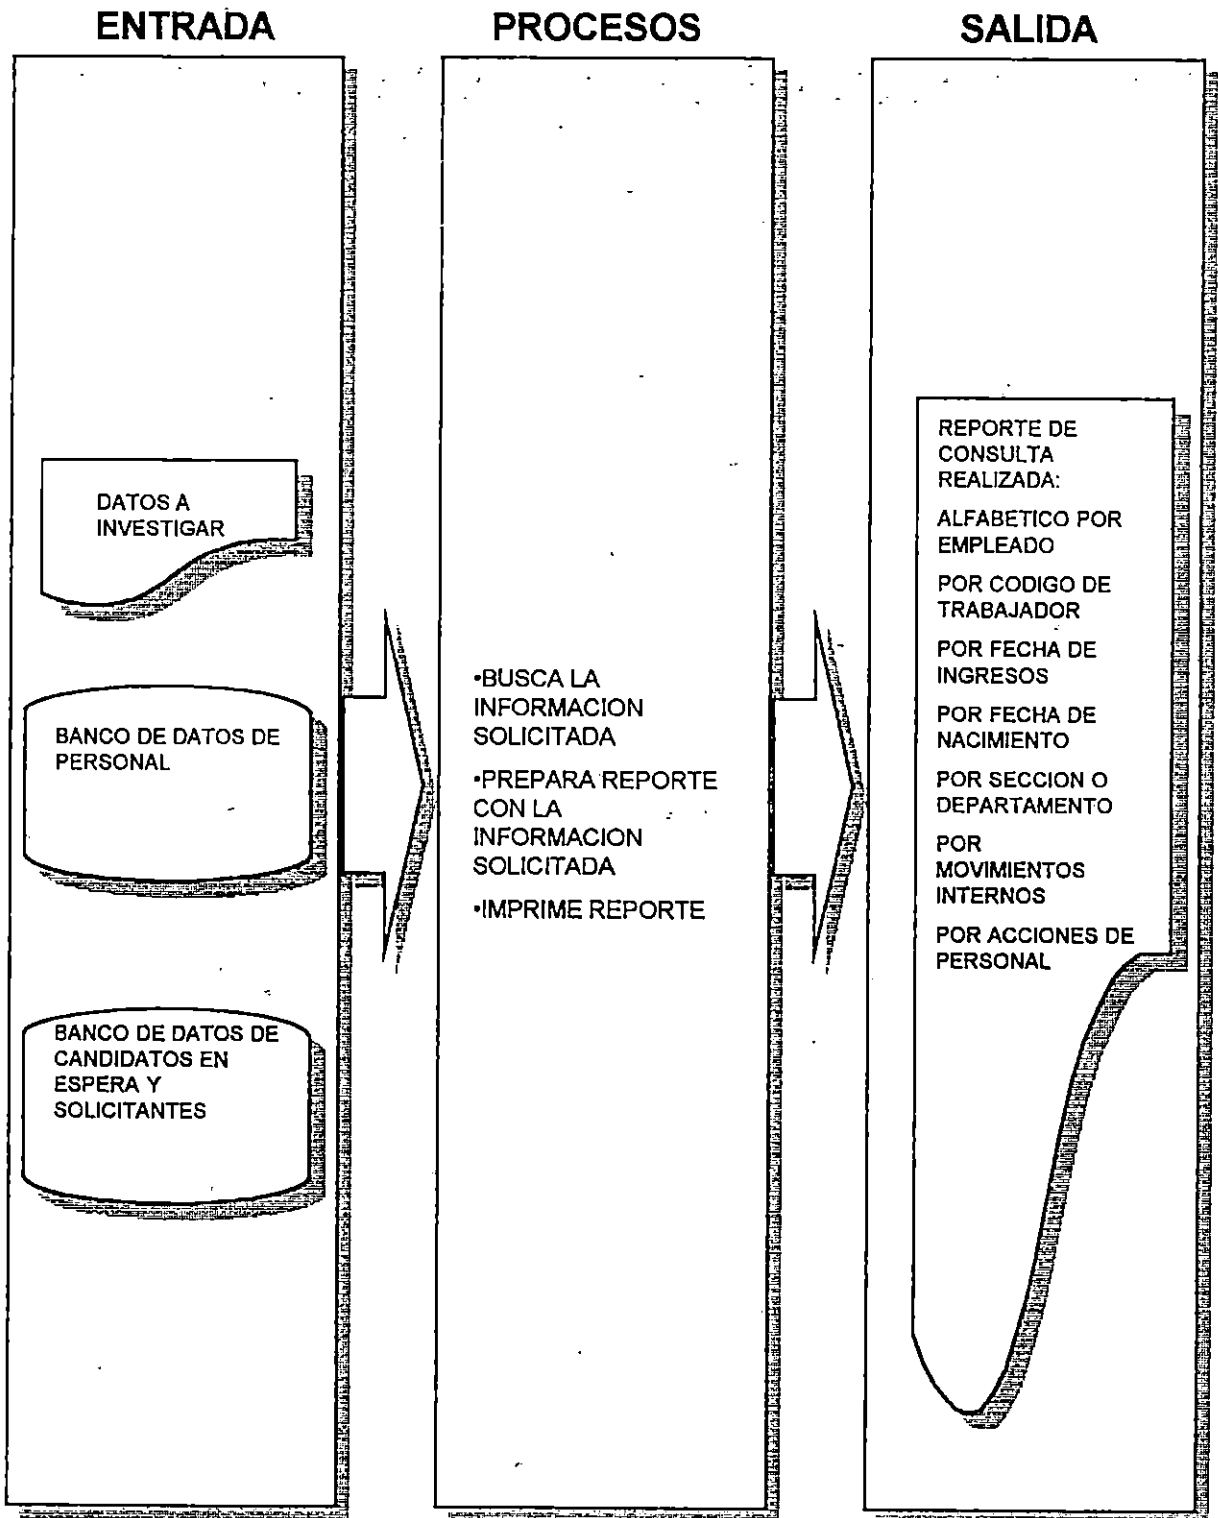 ENTRADA
PROCESOS
SALIDA
DATOS A
INVESTIGAR
BANCO DE DATOS DE
PERSONAL
BANCO DE DATOS DE
CANDIDATOS EN
ESPERA Y
SOLICITANTES
•BUSCA LA
INFORMACION
SOLICITADA
•PREPARA REPORTE
CON LA
INFORMACION
SOLICITADA
•IMPRIME REPORTE
REPORTE DE
CONSULTA
REALIZADA:
ALFABETICO POR
EMPLEADO
POR CODIGO DE
TRABAJADOR
POR FECHA DE
INGRESOS
POR FECHA DE
NACIMIENTO
POR SECCION O
DEPARTAMENTO
POR
MOVIMIENTOS
INTERNOS
POR ACCIONES DE
PERSONAL